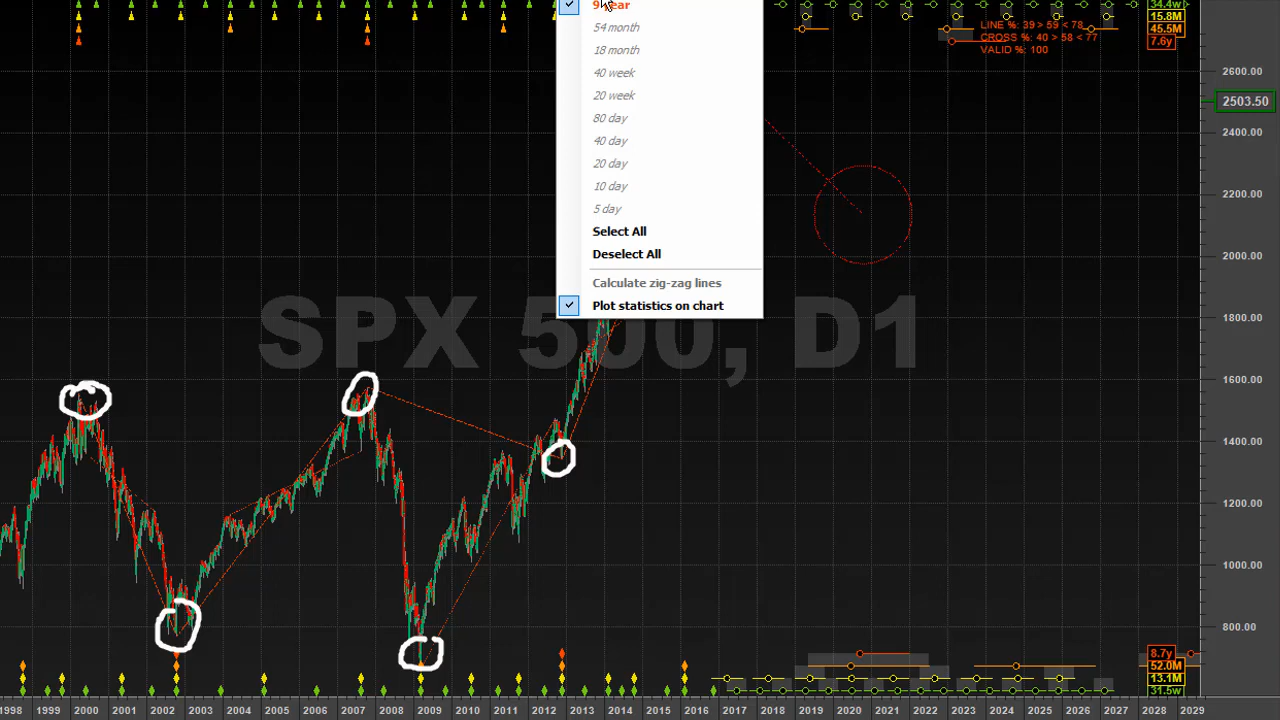 34.4w
15.8M
45.5M
7.6y
LINE %: 39 > 59 < 78
CROSS %: 40 > 58 < 77
VALID %: 100
54 month
18 month
40 week
20 week
80 day
40 day
20 day
10 day
5 day
Select All
Deselect All
Calculate zig-zag lines
Plot statistics on chart
2600.00
2503.50
2400.00
2200.00
2000.00
1800.00
1600.00
1400.00
1200.00
1000.00
800.00
SPX 500, D1
8.7y
52.0M
13.1M
31.5w
1998 1999 2000 2001 2002 2003 2004 2005 2006 2007 2008 2009 2010 2011 2012 2013 2014 2015 2016 2017 2018 2019 2020 2021 2022 2023 2024 2025 2026 2027 2028 2029